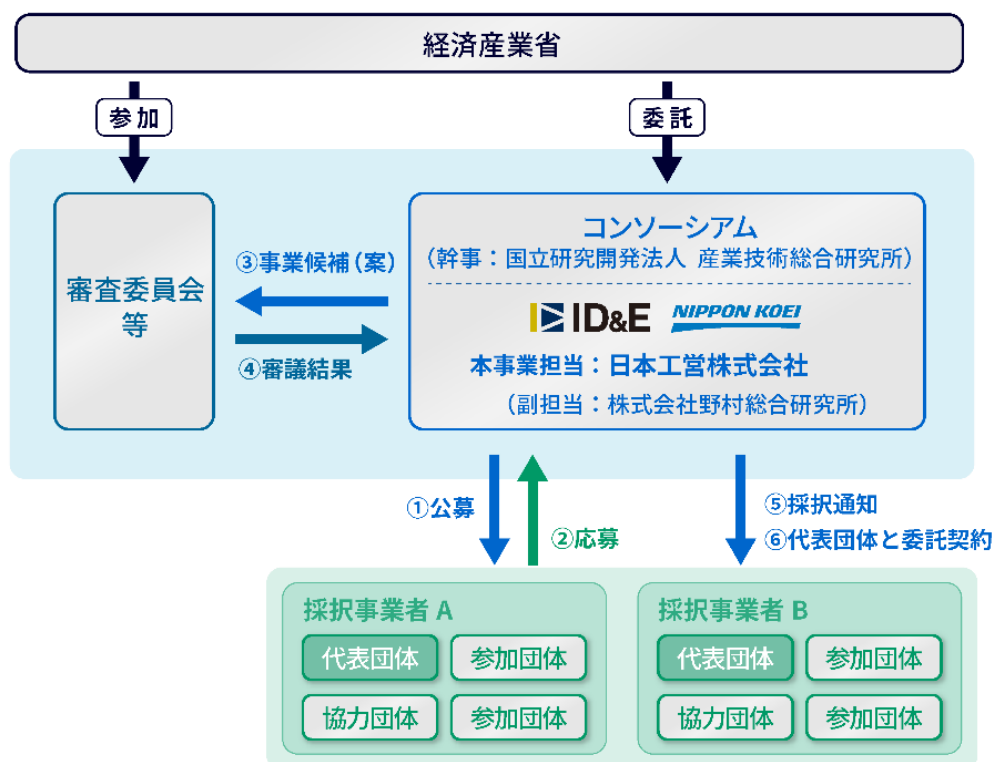 経済産業省
参加
委託
審査委員会
等
③事業候補(案)
④審議結果
コンソーシアム
(幹事:国立研究開発法人 産業技術総合研究所)
ID&E NIPPON KOEI
本事業担当:日本工営株式会社
(副担当:株式会社野村総合研究所)
①公募
②応募
⑤採択通知
⑥代表団体と委託契約
採択事業者 A
代表団体 参加団体
協力団体 参加団体
採択事業者 B
代表団体 参加団体
協力団体 参加団体